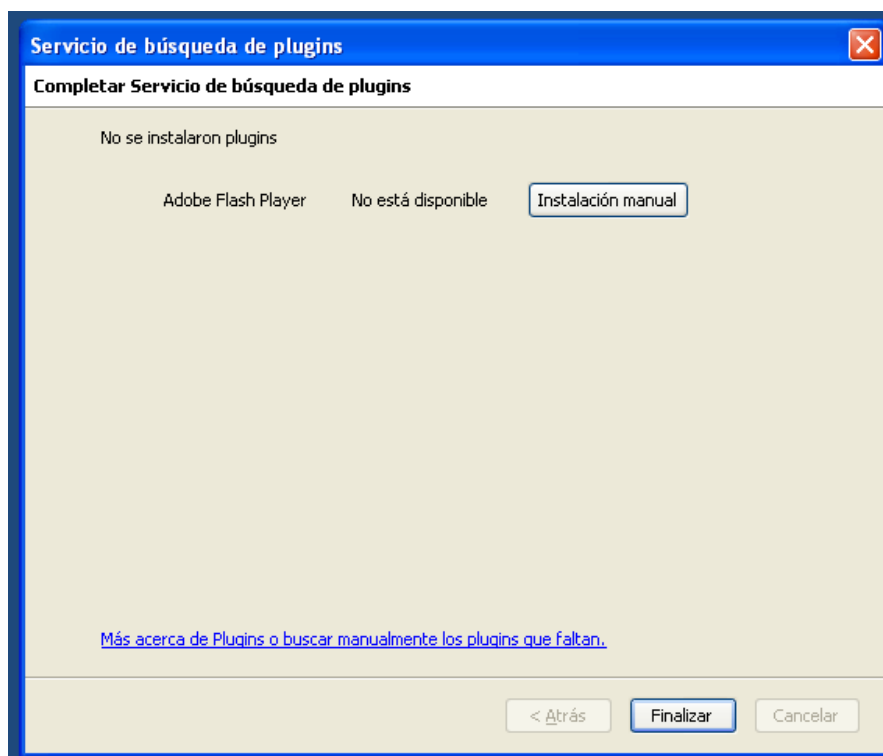 Servicio de búsqueda de plugins
Completar Servicio de búsqueda de plugins
No se instalaron plugins
Adobe Flash Player No está disponible Instalación manual
Más acerca de Plugins o buscar manualmente los plugins que faltan.
< Atrás Finalizar Cancelar